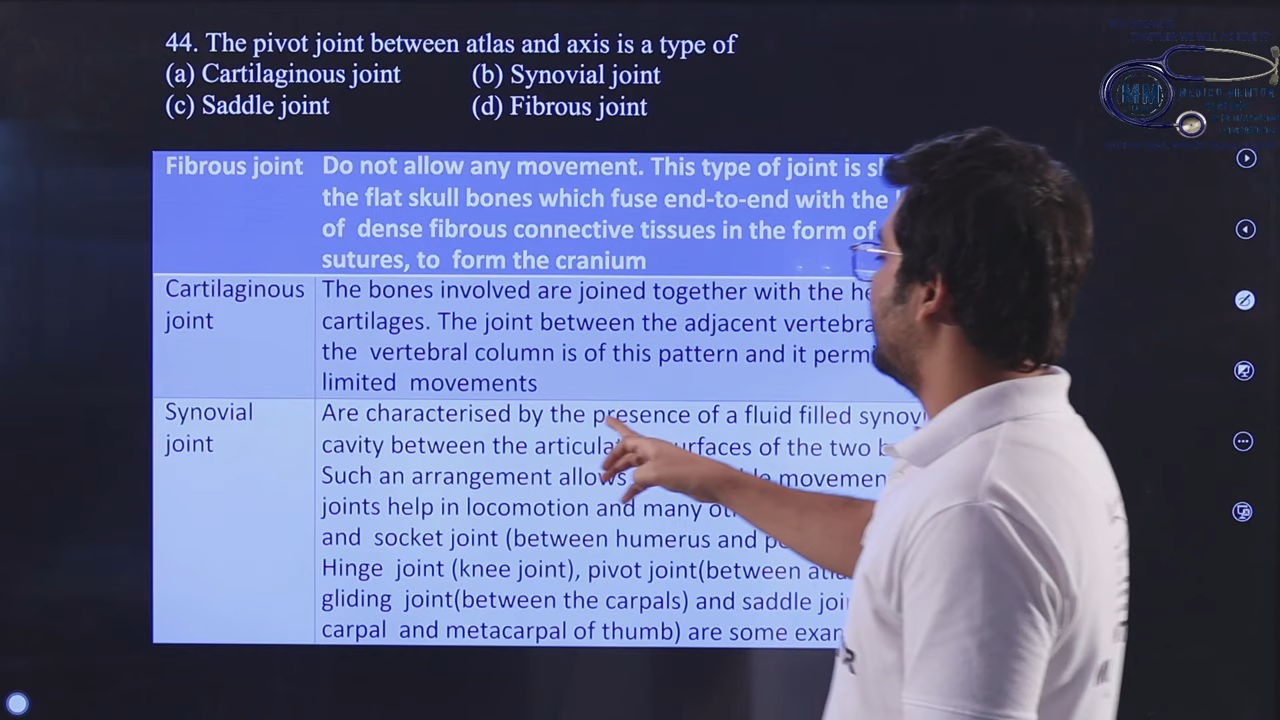 44. The pivot joint between atlas and axis is a type of
(a) Cartilaginous joint (b) Synovial joint
(c) Saddle joint (d) Fibrous joint
Fibrous joint Do not allow any movement. This type of joint is
the flat skull bones which fuse end-to-end with the
of dense fibrous connective tissues in the form of
sutures, to form the cranium
Cartilaginous joint The bones involved are joined together with the
cartilages. The joint between the adjacent
the vertebral column is of this pattern and it
limited movements
Synovial joint Are characterised by the presence of a fluid filled
cavity between the surfaces of the two
Such an arrangement allows
joints help in locomotion and many
and socket joint (between humerus and
Hinge joint (knee joint), pivot joint(between
gliding joint(between the carpals) and saddle
carpal and metacarpal of thumb) are some